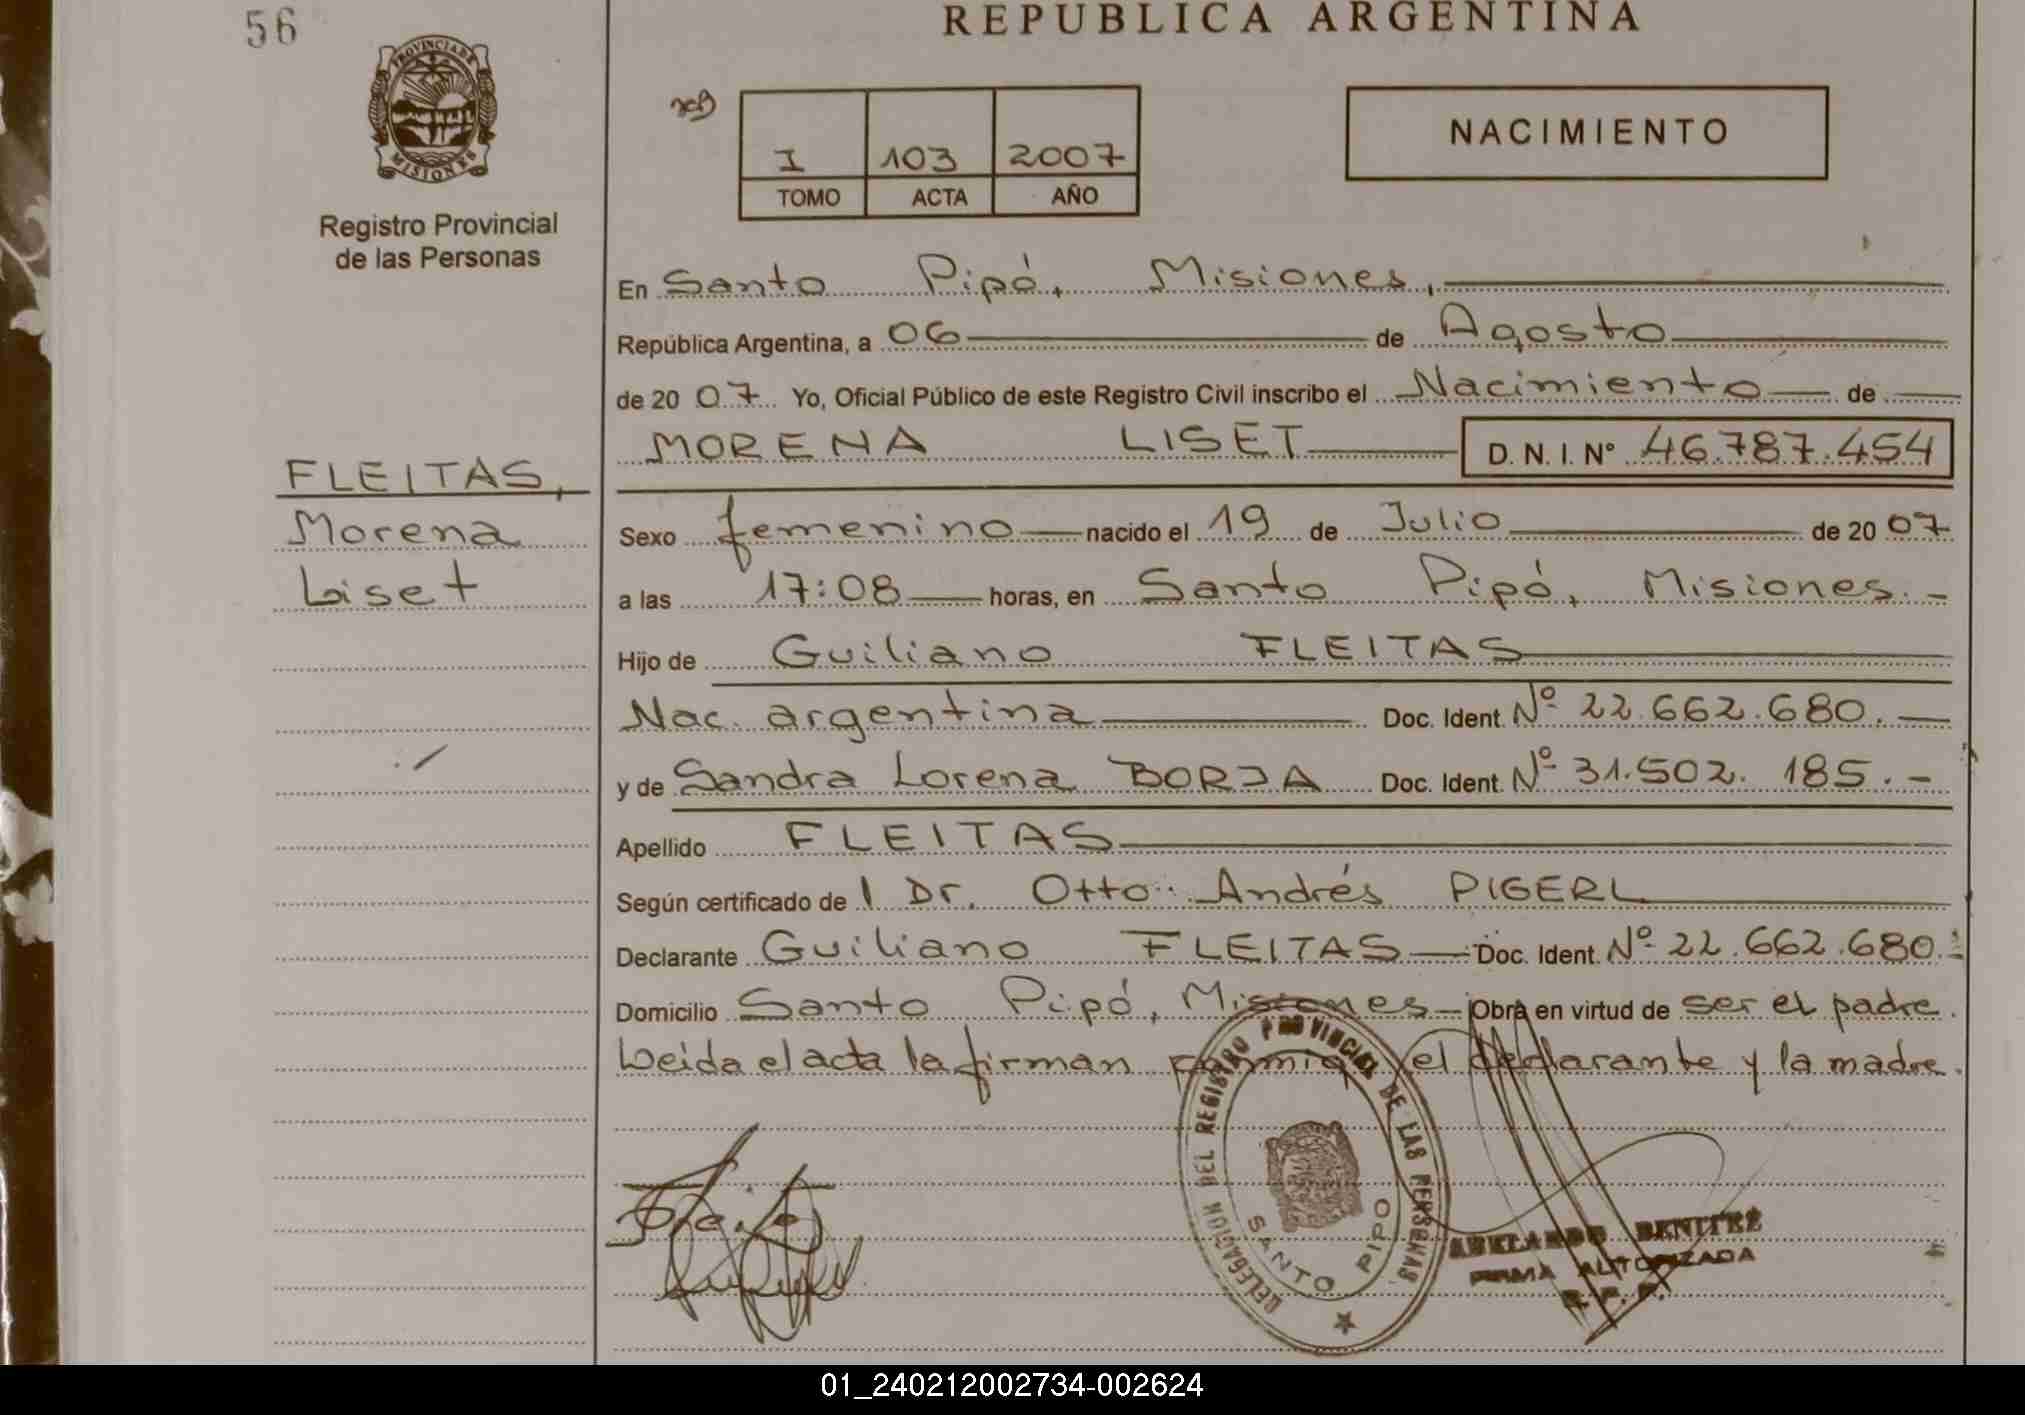 56
REPUBLICA ARGENTINA
PROVINCIA DE
MISIONES
Registro Provincial
de las Personas
I 103 2007
TOMO ACTA AÑO
NACIMIENTO
En Santo Pipó, Misiones,
República Argentina, a 06 de Agosto
de 20 07 Yo, Oficial Público de este Registro Civil inscribo el Nacimiento de
MORENA LISET D. N. I. Nº 46.787.454
FLEITAS,
Morena
Liset
Sexo femenino nacido el 19 de Julio de 20 07
a las 17:08 horas, en Santo Pipó, Misiones. -
Hijo de Guiliano FLEITAS
Nac. argentina Doc. Ident. Nº 22.662.680. -
y de Sandra Lorena BORJA Doc. Ident. Nº 31.502.185. -
Apellido FLEITAS
Según certificado de l Dr. Otto Andrés PIGERL
Declarante Guiliano FLEITAS Doc. Ident. Nº 22.662.680. -
Domicilio Santo Pipó, Misiones Obra en virtud de ser el padre.
Leida el acta la firman conmigo el declarante y la madre.
DELEGACION DEL REGISTRO PROVINCIAL DE LAS PERSONAS
SANTO PIPO
BENITEZ
FIRMA AUTORIZADA
01_240212002734-002624